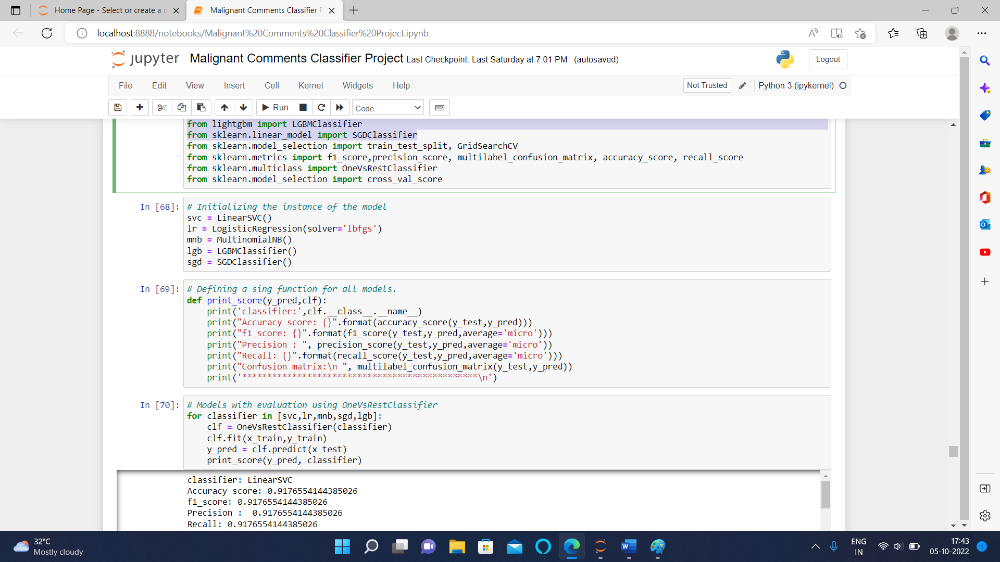 Home Page - Select or create a n
Malignant Comments Classifier P
localhost:8888/notebooks/Malignant%20Comments%20Classifier%20Project.ipynb
jupyter Malignant Comments Classifier Project Last Checkpoint: Last Saturday at 7:01 PM (autosaved)
Logout
File Edit View Insert Cell Kernel Widgets Help
Not Trusted
Python 3 (ipykernel)
Run
Code
from lightgbm import LGBMClassifier
from sklearn.linear_model import SGDClassifier
from sklearn.model_selection import train_test_split, GridSearchCV
from sklearn.metrics import f1_score,precision_score, multilabel_confusion_matrix, accuracy_score, recall_score
from sklearn.multiclass import OneVsRestClassifier
from sklearn.model_selection import cross_val_score
In [68]: # Initializing the instance of the model
svc = LinearSVC()
lr = LogisticRegression(solver='lbfgs')
mnb = MultinomialNB()
lgb = LGBMClassifier()
sgd = SGDClassifier()
In [69]: # Defining a sing function for all models.
def print_score(y_pred,clf):
    print('classifier:',clf.__class__.__name__)
    print("Accuracy score: {}".format(accuracy_score(y_test,y_pred)))
    print("f1_score: {}".format(f1_score(y_test,y_pred,average='micro')))
    print("Precision : ", precision_score(y_test,y_pred,average='micro'))
    print("Recall: {}".format(recall_score(y_test,y_pred,average='micro')))
    print("Confusion matrix:\n ", multilabel_confusion_matrix(y_test,y_pred))
    print('***********************************************\n')
In [70]: # Models with evaluation using OneVsRestClassifier
for classifier in [svc,lr,mnb,sgd,lgb]:
    clf = OneVsRestClassifier(classifier)
    clf.fit(x_train,y_train)
    y_pred = clf.predict(x_test)
    print_score(y_pred, classifier)
classifier: LinearSVC
Accuracy score: 0.9176554144385026
f1_score: 0.9176554144385026
Precision :  0.9176554144385026
Recall: 0.9176554144385026
32°C
Mostly cloudy
ENG
IN
17:43
05-10-2022
1